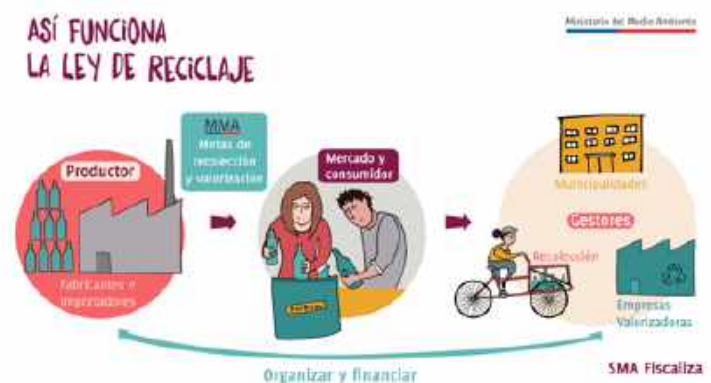 ASÍ FUNCIONA
LA LEY DE RECICLAJE
Ministerio del Medio Ambiente
MMA
Metas de
recolección
y valorización
Productor
Fabricantes e
importadores
Mercado y
consumidor
Municipalidades
Gestores
Recolección
Empresas
Valorizadoras
Organizar y financiar
SMA Fiscaliza